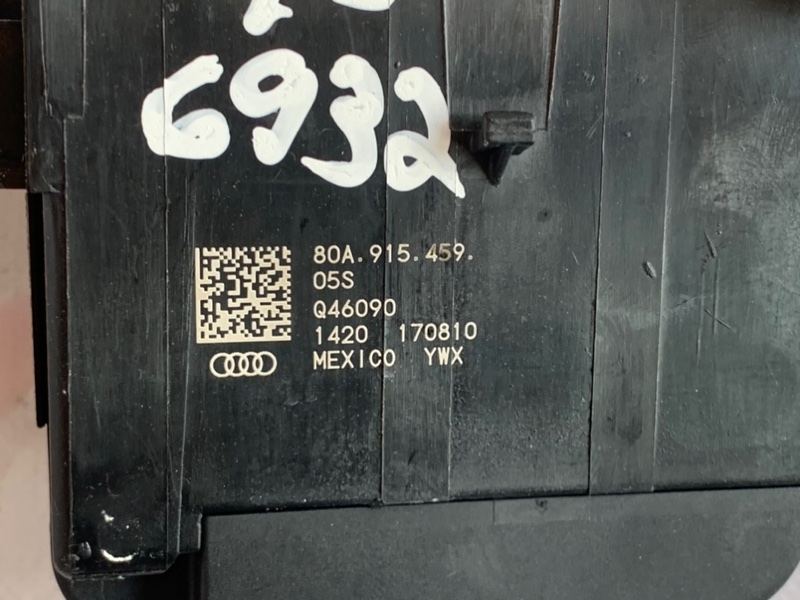 6932
80A.915.459.
05S
Q46090
1420 170810
MEXICO YWX